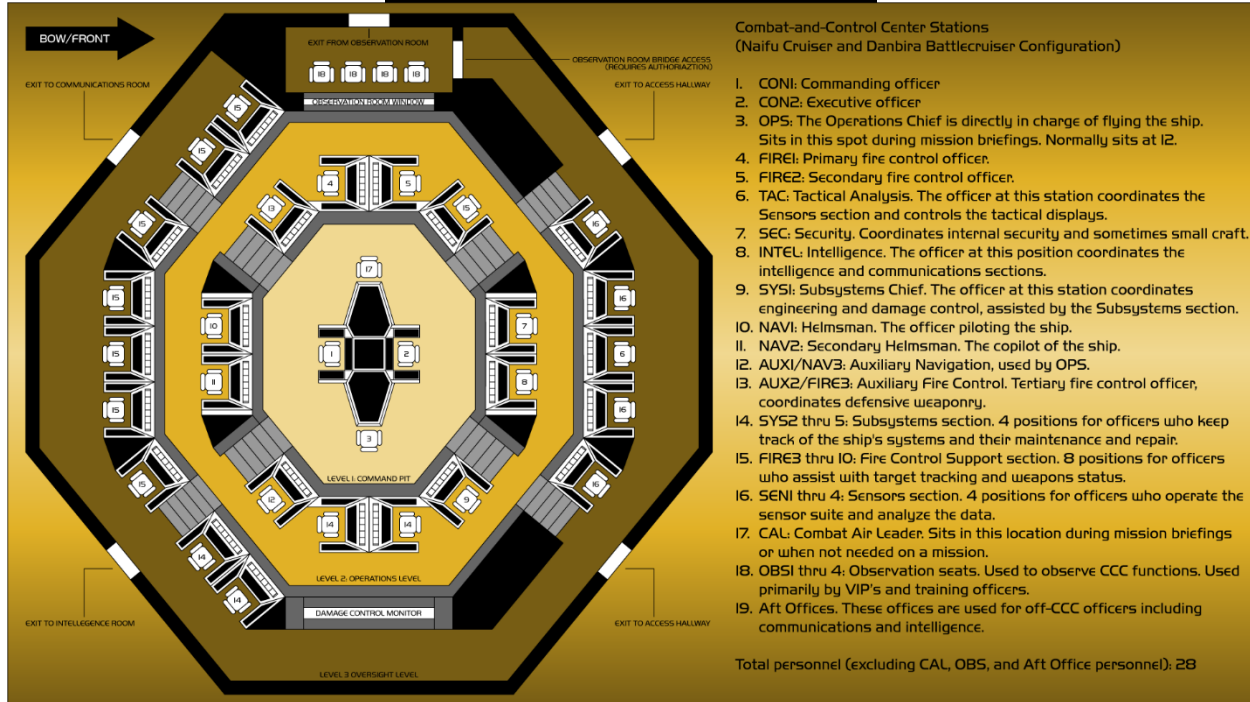 BOW/FRONT
EXIT FROM OBSERVATION ROOM
OBSERVATION ROOM BRIDGE ACCESS
(REQUIRES AUTHORIAZTION)
EXIT TO COMMUNICATIONS ROOM
EXIT TO ACCESS HALLWAY
18 18 18 18
OBSERVATION ROOM WINDOW
15
15
4 5
13 15
15 16
17
15 10 7 16
1 2
15 11 8 6
15 16
3
LEVEL 1: COMMAND PIT
15 12 9 16
14 14
14
LEVEL 2: OPERATIONS LEVEL
14
DAMAGE CONTROL MONITOR
EXIT TO INTELLEGENCE ROOM
EXIT TO ACCESS HALLWAY
LEVEL 3 OVERSIGHT LEVEL
Combat-and-Control Center Stations
(Naifu Cruiser and Danbira Battlecruiser Configuration)
1. CON1: Commanding officer
2. CON2: Executive officer
3. OPS: The Operations Chief is directly in charge of flying the ship.
Sits in this spot during mission briefings. Normally sits at 12.
4. FIRE1: Primary fire control officer.
5. FIRE2: Secondary fire control officer.
6. TAC: Tactical Analysis. The officer at this station coordinates the
Sensors section and controls the tactical displays.
7. SEC: Security. Coordinates internal security and sometimes small craft.
8. INTEL: Intelligence. The officer at this position coordinates the
intelligence and communications sections.
9. SYS1: Subsystems Chief. The officer at this station coordinates
engineering and damage control, assisted by the Subsystems section.
10. NAV1: Helmsman. The officer piloting the ship.
11. NAV2: Secondary Helmsman. The copilot of the ship.
12. AUX1/NAV3: Auxiliary Navigation, used by OPS.
13. AUX2/FIRE3: Auxiliary Fire Control. Tertiary fire control officer,
coordinates defensive weaponry.
14. SYS2 thru 5: Subsystems section. 4 positions for officers who keep
track of the ship's systems and their maintenance and repair.
15. FIRE3 thru 10: Fire Control Support section. 8 positions for officers
who assist with target tracking and weapons status.
16. SEN1 thru 4: Sensors section. 4 positions for officers who operate the
sensor suite and analyze the data.
17. CAL: Combat Air Leader. Sits in this location during mission briefings
or when not needed on a mission.
18. OBS1 thru 4: Observation seats. Used to observe CCC functions. Used
primarily by VIP's and training officers.
19. Aft Offices. These offices are used for off-CCC officers including
communications and intelligence.
Total personnel (excluding CAL, OBS, and Aft Office personnel): 28